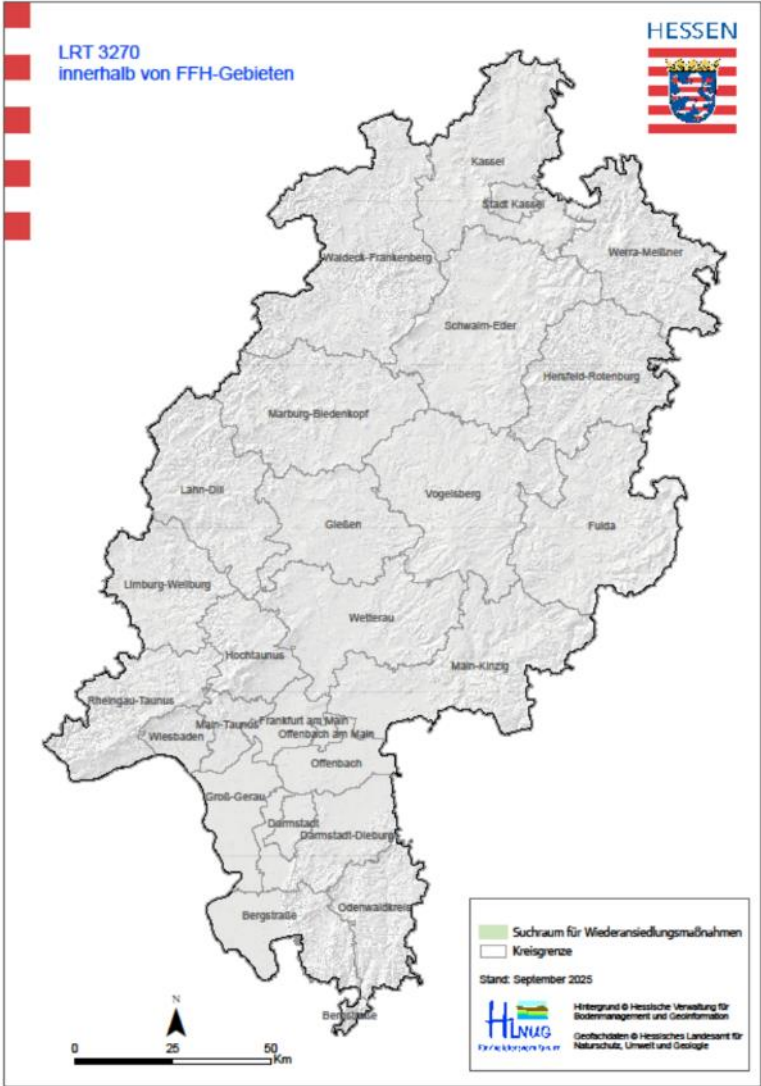 LRT 3270
innerhalb von FFH-Gebieten
HESSEN
Kassel
Stadt Kassel
Werra-Meißner
Waldeck-Frankenberg
Schwalm-Eder
Hersfeld-Rotenburg
Marburg-Biedenkopf
Lahn-Dill
Vogelsberg
Gießen
Fulda
Limburg-Weilburg
Wetterau
Hochtaunus
Main-Kinzig
Rheingau-Taunus
Main-Taunus
Frankfurt am Main
Wiesbaden
Offenbach am Main
Offenbach
Groß-Gerau
Darmstadt
Darmstadt-Dieburg
Odenwaldkreis
Bergstraße
Bergstraße
N
0 25 50
Km
Suchraum für Wiederansiedlungsmaßnahmen
Kreisgrenze
Stand: September 2025
HLNUG
Für eine lebenswerte Zukunft
Hintergrund © Hessische Verwaltung für
Bodenmanagement und Geoinformation
Geofachdaten © Hessisches Landesamt für
Naturschutz, Umwelt und Geologie